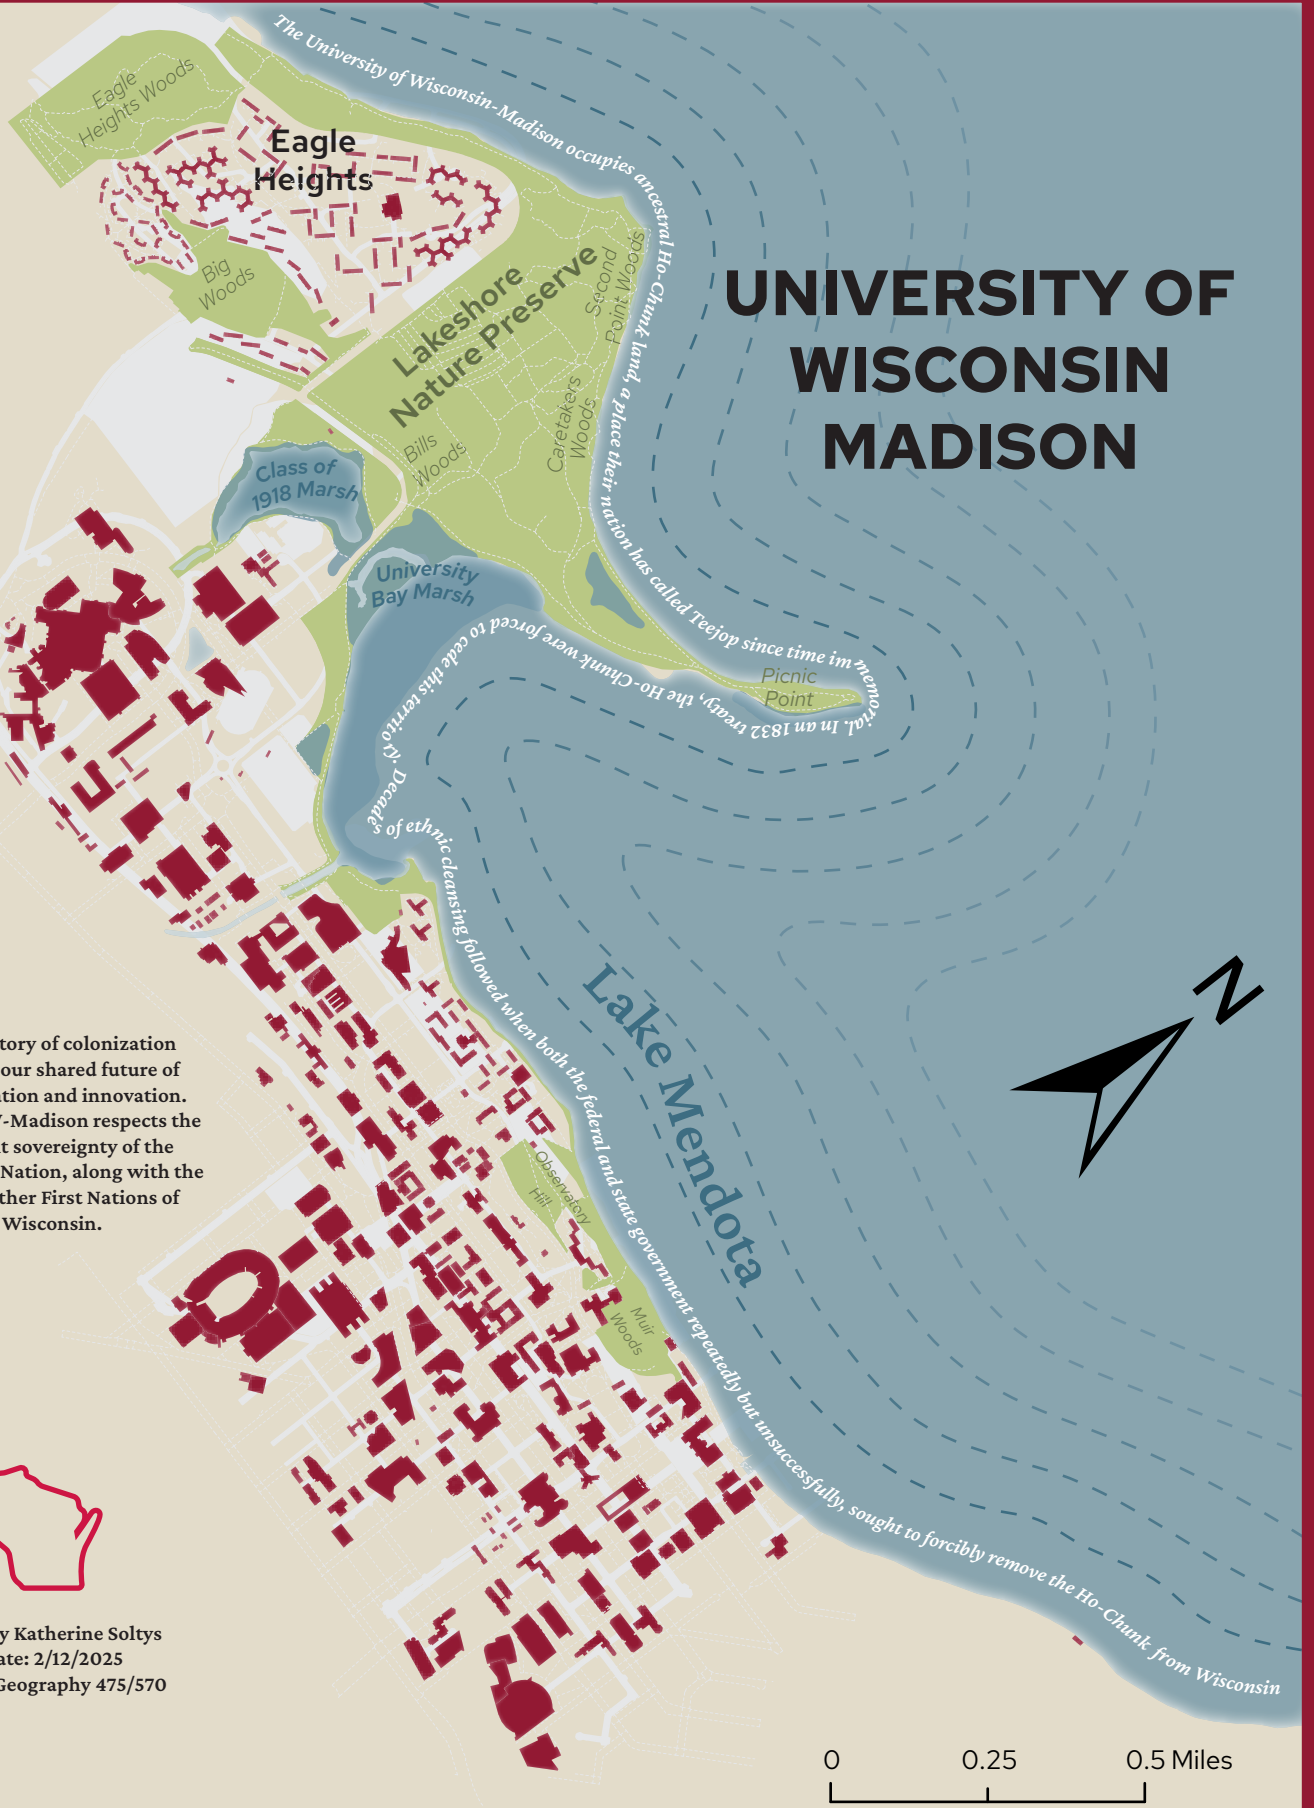 UNIVERSITY OF
WISCONSIN
MADISON
The University of Wisconsin-Madison occupies ancestral Ho-Chunk land, a place their nation has called Teejop since time immemorial. In an 1832 treaty, the Ho-Chunk were forced to cede this territory. Decades of ethnic cleansing followed when both the federal and state government repeatedly but unsuccessfully, sought to forcibly remove the Ho-Chunk from Wisconsin
Eagle
Heights Woods
Eagle
Heights
Big
Woods
Lakeshore
Nature Preserve
Second
Point Woods
Caretakers
Woods
Bills
Woods
Class of
1918 Marsh
University
Bay Marsh
Picnic
Point
Lake Mendota
N
Observatory
Hill
Muir
Woods
tory of colonization
our shared future of
tion and innovation.
-Madison respects the
t sovereignty of the
Nation, along with the
ther First Nations of
Wisconsin.
y Katherine Soltys
ate: 2/12/2025
Geography 475/570
0 0.25 0.5 Miles